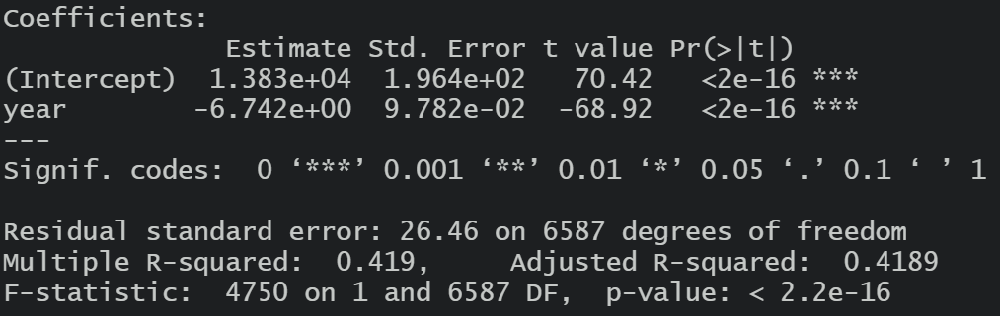 Coefficients:
Estimate Std. Error t value Pr(>|t|)
(Intercept) 1.383e+04 1.964e+02 70.42 <2e-16 ***
year -6.742e+00 9.782e-02 -68.92 <2e-16 ***
---
Signif. codes: 0 ‘***’ 0.001 ‘**’ 0.01 ‘*’ 0.05 ‘.’ 0.1 ‘ ’ 1
Residual standard error: 26.46 on 6587 degrees of freedom
Multiple R-squared: 0.419, Adjusted R-squared: 0.4189
F-statistic: 4750 on 1 and 6587 DF, p-value: < 2.2e-16